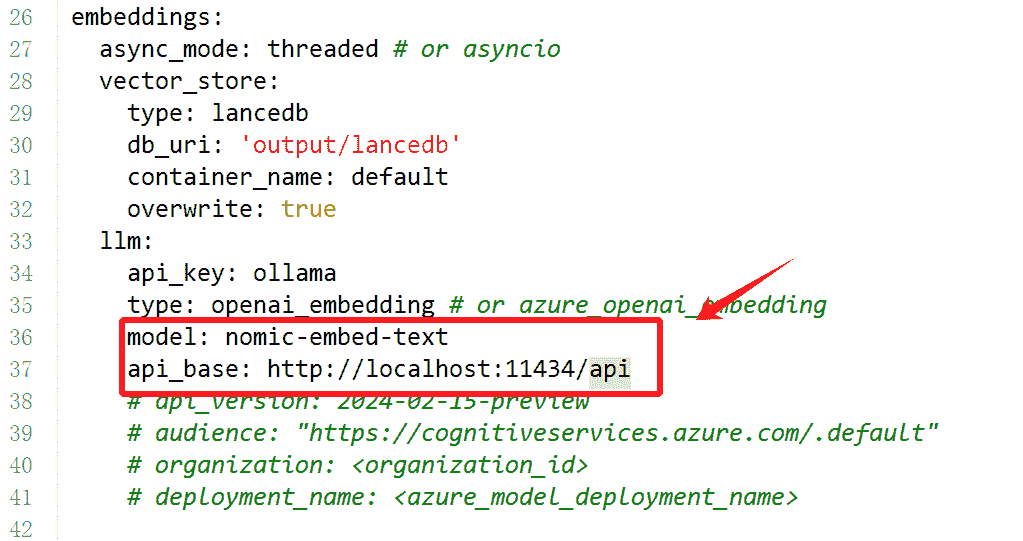 26 embeddings:
27 async_mode: threaded # or asyncio
28 vector_store:
29 type: lancedb
30 db_uri: 'output/lancedb'
31 container_name: default
32 overwrite: true
33 llm:
34 api_key: ollama
35 type: openai_embedding # or azure_openai_embedding
36 model: nomic-embed-text
37 api_base: http://localhost:11434/api
38 # api_version: 2024-02-15-preview
39 # audience: "https://cognitiveservices.azure.com/.default"
40 # organization: <organization_id>
41 # deployment_name: <azure_model_deployment_name>
42